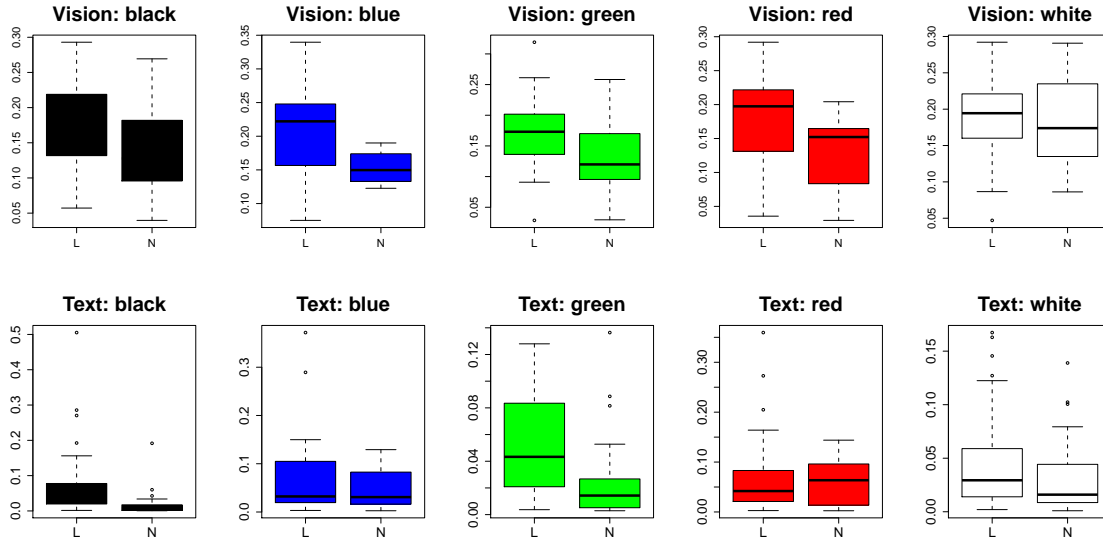 Vision: black
Vision: blue
Vision: green
Vision: red
Vision: white
0.30
0.25
0.20
0.15
0.10
0.05
L N
0.35
0.30
0.25
0.20
0.15
0.10
L N
0.25
0.15
0.05
L N
0.30
0.25
0.20
0.15
0.10
0.05
L N
0.30
0.25
0.20
0.15
0.10
0.05
L N
Text: black
Text: blue
Text: green
Text: red
Text: white
0.5
0.4
0.3
0.2
0.1
0.0
L N
0.3
0.2
0.1
0.0
L N
0.12
0.08
0.04
0.00
L N
0.30
0.20
0.10
0.00
L N
0.15
0.10
0.05
0.00
L N